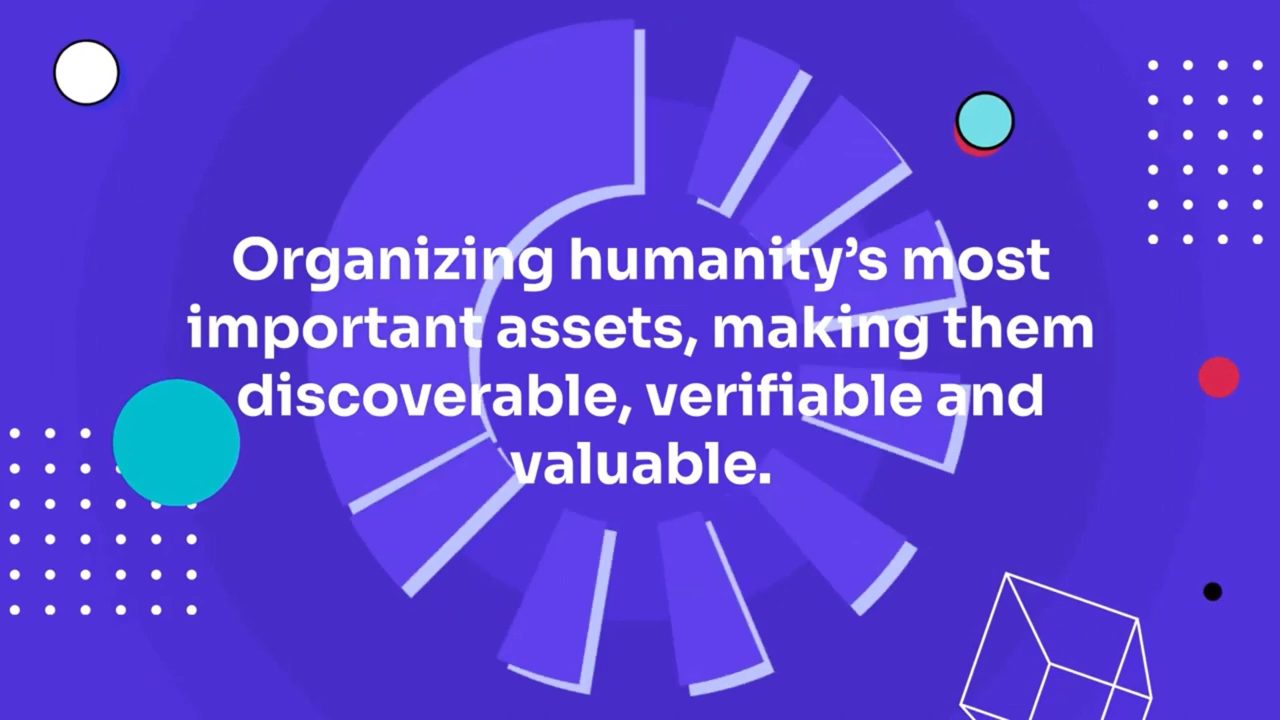 Organizing humanity’s most
important assets, making them
discoverable, verifiable and
valuable.